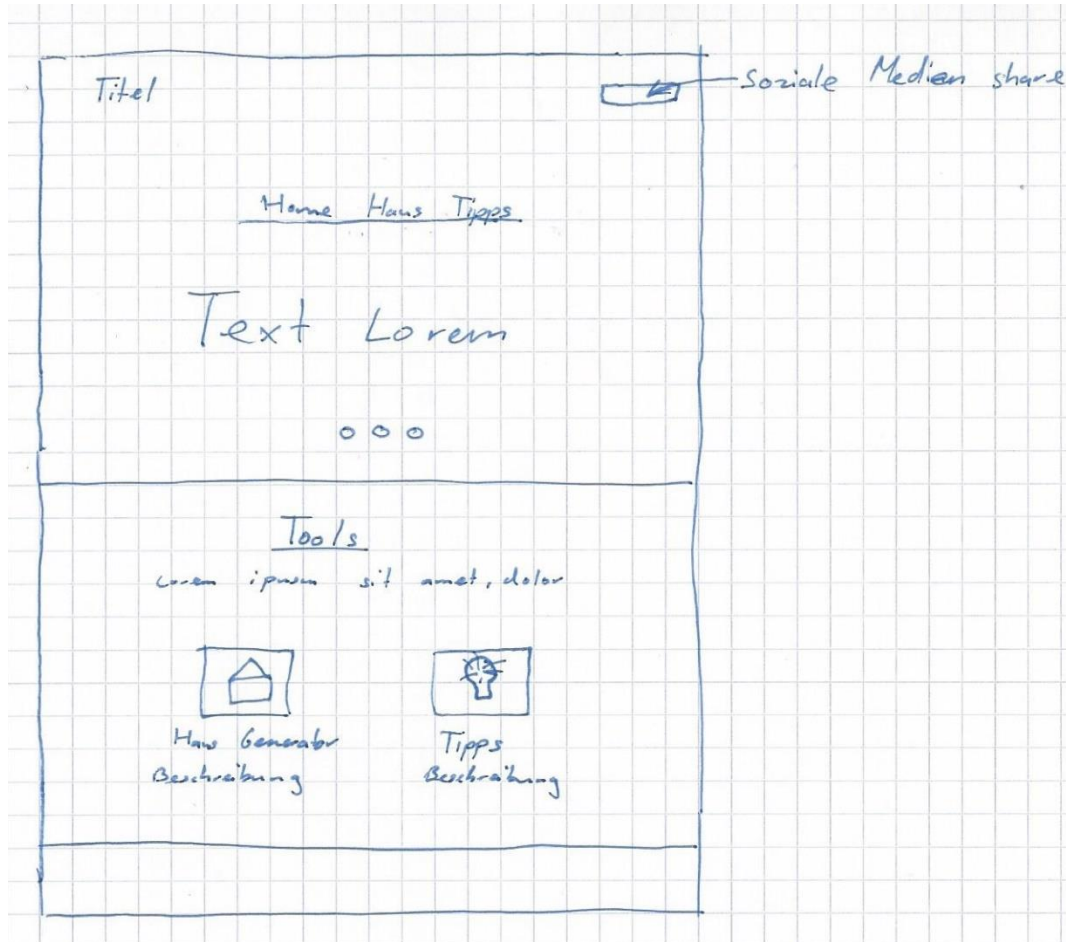 Titel
Soziale Medien share
Home Haus Tipps
Text Lorem
Tools
Lorem ipsum sit amet, dolor
Haus Generator
Beschreibung
Tipps
Beschreibung